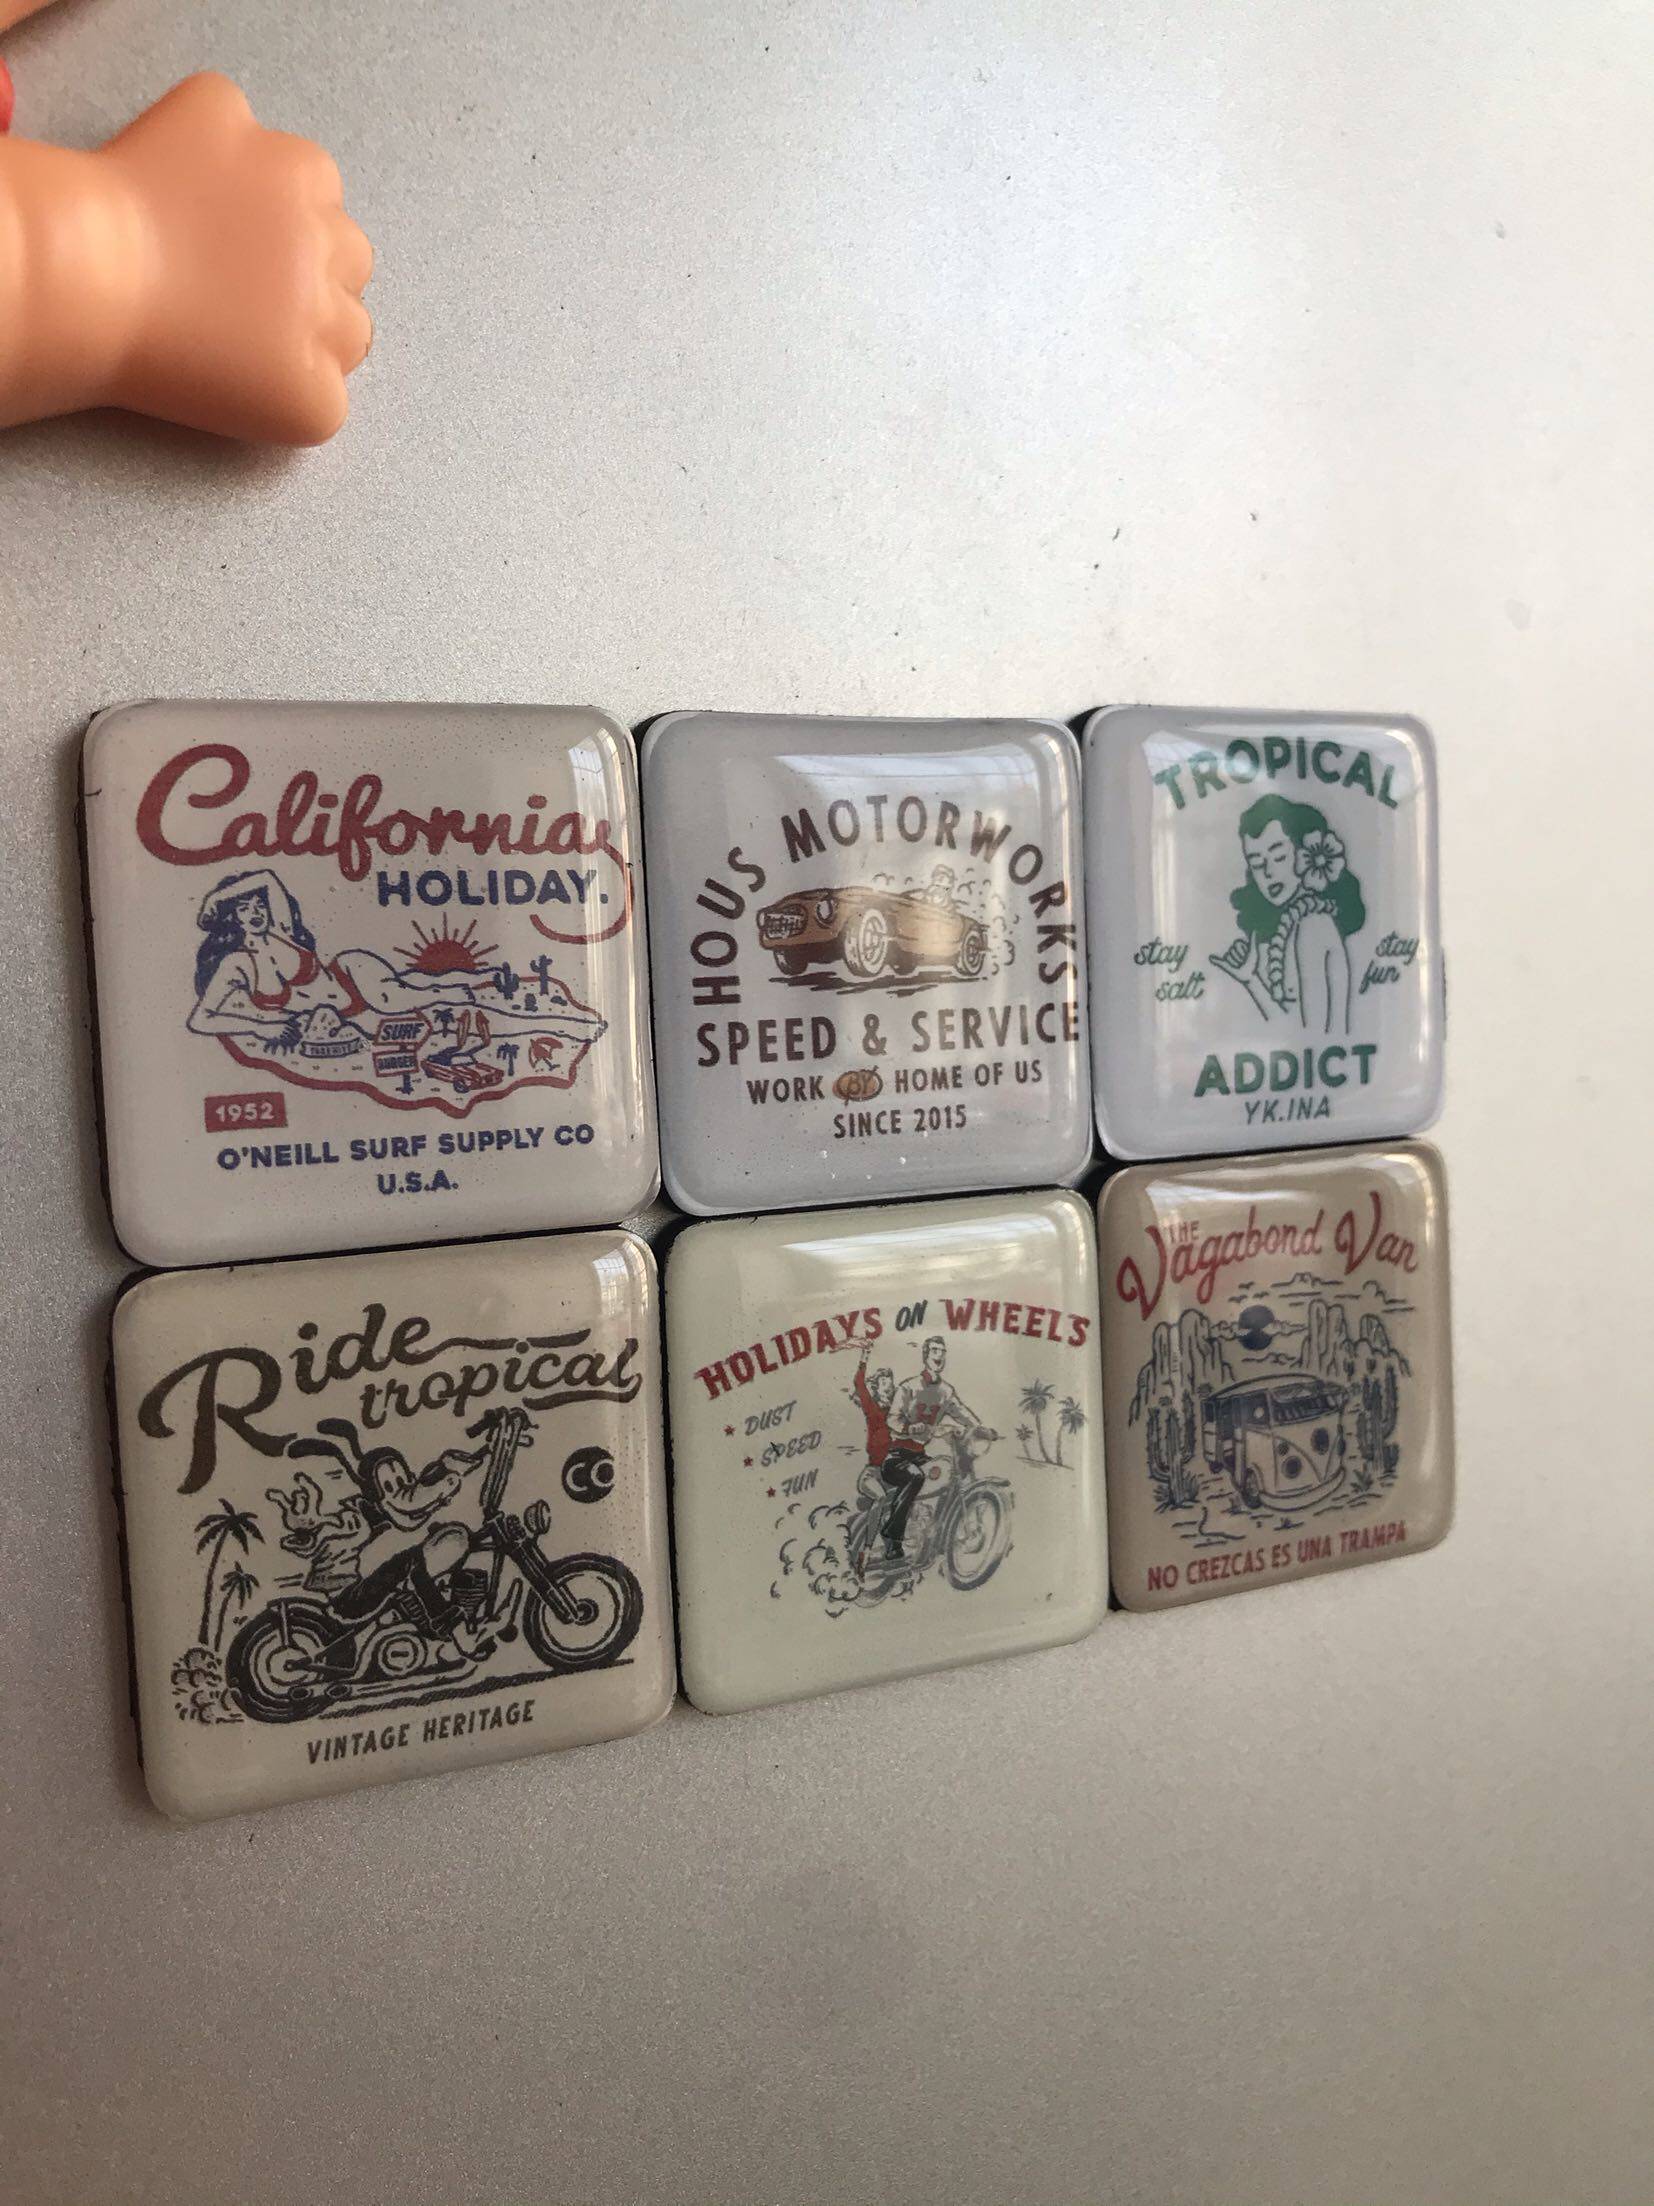 California
HOLIDAY.
SURF
BURGER
1952
O'NEILL SURF SUPPLY CO
U.S.A.
HOUS MOTORWORKS
SPEED & SERVICE
WORK BY HOME OF US
SINCE 2015
TROPICAL
stay
salt
stay
fun
ADDICT
YK.INA
Ride
tropical
CO
VINTAGE HERITAGE
HOLIDAYS ON WHEELS
DUST
SPEED
FUN
THE
Vagabond Van
NO CREZCAS ES UNA TRAMPA